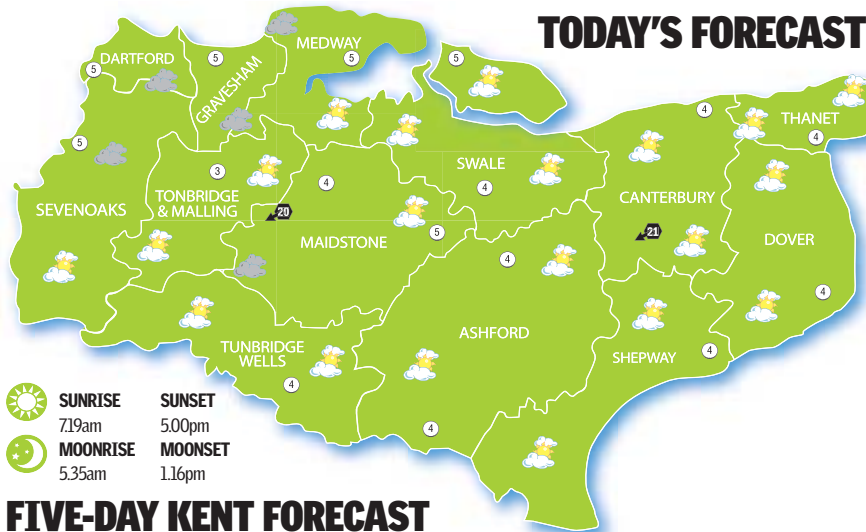 TODAY'S FORECAST
DARTFORD
GRAVESHAM
MEDWAY
5
5
5
5
5
4
4
THANET
3
4
SWALE
4
TONBRIDGE
& MALLING
SEVENOAKS
20
MAIDSTONE
5
CANTERBURY
21
DOVER
4
4
ASHFORD
TUNBRIDGE
WELLS
4
SHEPWAY
4
4
SUNRISE SUNSET
7.19am 5.00pm
MOONRISE MOONSET
5.35am 1.16pm
FIVE-DAY KENT FORECAST